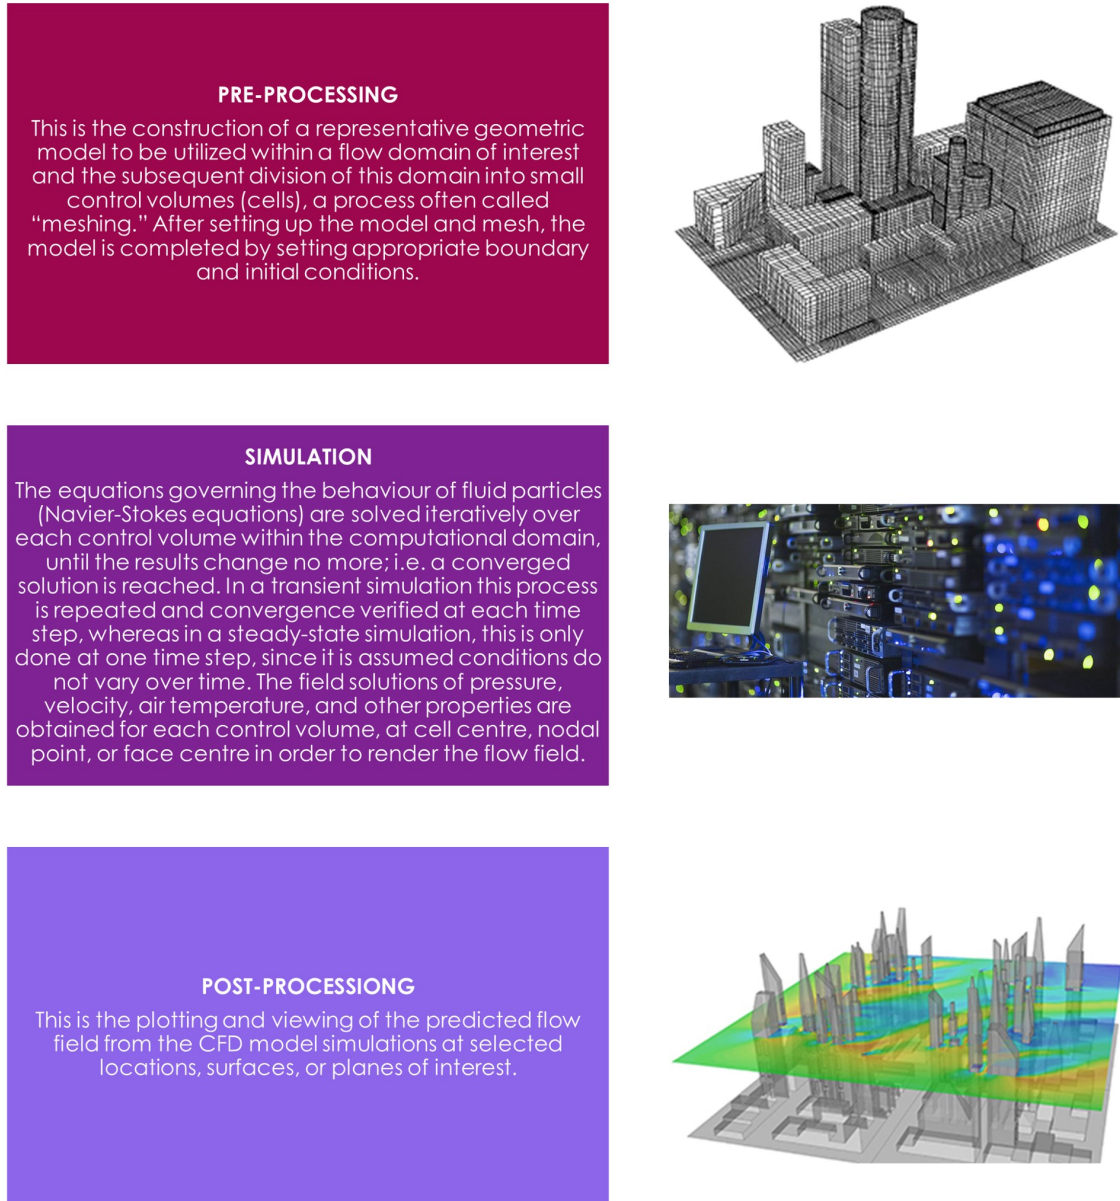 PRE-PROCESSING
This is the construction of a representative geometric
model to be utilized within a flow domain of interest
and the subsequent division of this domain into small
control volumes (cells), a process often called
“meshing.” After setting up the model and mesh, the
model is completed by setting appropriate boundary
and initial conditions.
SIMULATION
The equations governing the behaviour of fluid particles
(Navier-Stokes equations) are solved iteratively over
each control volume within the computational domain,
until the results change no more; i.e. a converged
solution is reached. In a transient simulation this process
is repeated and convergence verified at each time
step, whereas in a steady-state simulation, this is only
done at one time step, since it is assumed conditions do
not vary over time. The field solutions of pressure,
velocity, air temperature, and other properties are
obtained for each control volume, at cell centre, nodal
point, or face centre in order to render the flow field.
POST-PROCESSIONG
This is the plotting and viewing of the predicted flow
field from the CFD model simulations at selected
locations, surfaces, or planes of interest.